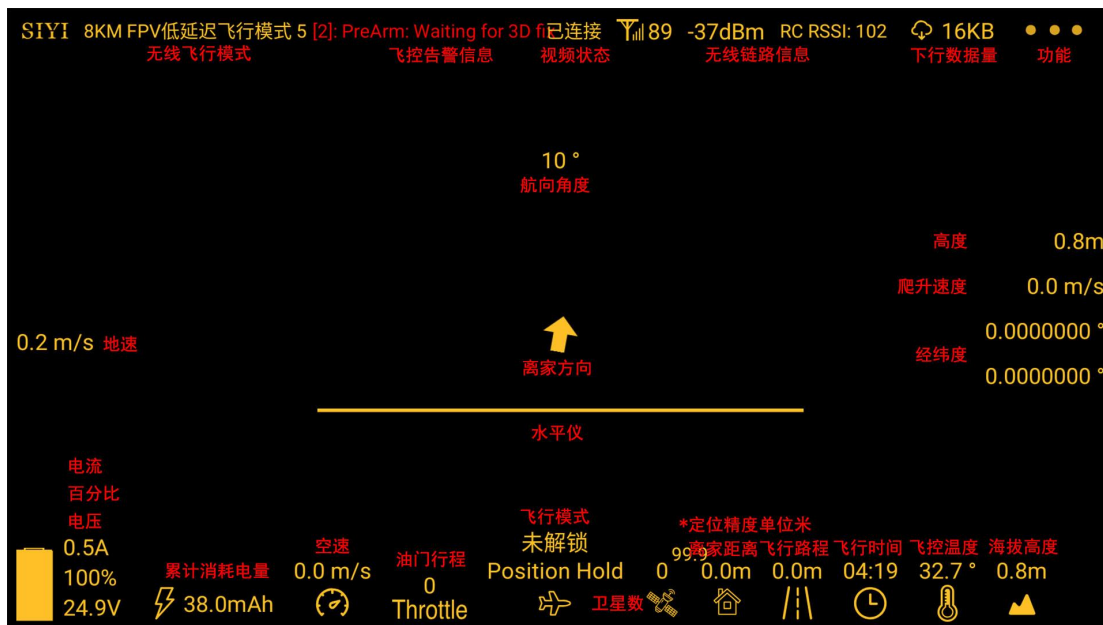 SIYI 8KM FPV低延迟飞行模式 5 [2]: PreArm: Waiting for 3D fix已连接 89 -37dBm RC RSSI: 102 16KB
无线飞行模式 飞控告警信息 视频状态 无线链路信息 下行数据量 功能
10 °
航向角度
高度 0.8m
爬升速度 0.0 m/s
0.0000000 °
0.2 m/s 地速
经纬度
离家方向
0.0000000 °
水平仪
电流
百分比
电压
飞行模式
*定位精度单位米
0.5A 空速 未解锁 99.9 离家距离 飞行路程 飞行时间 飞控温度 海拔高度
油门行程
100% 累计消耗电量 0.0 m/s 0 Position Hold 0 0.0m 0.0m 04:19 32.7 ° 0.8m
24.9V 38.0mAh Throttle 卫星数